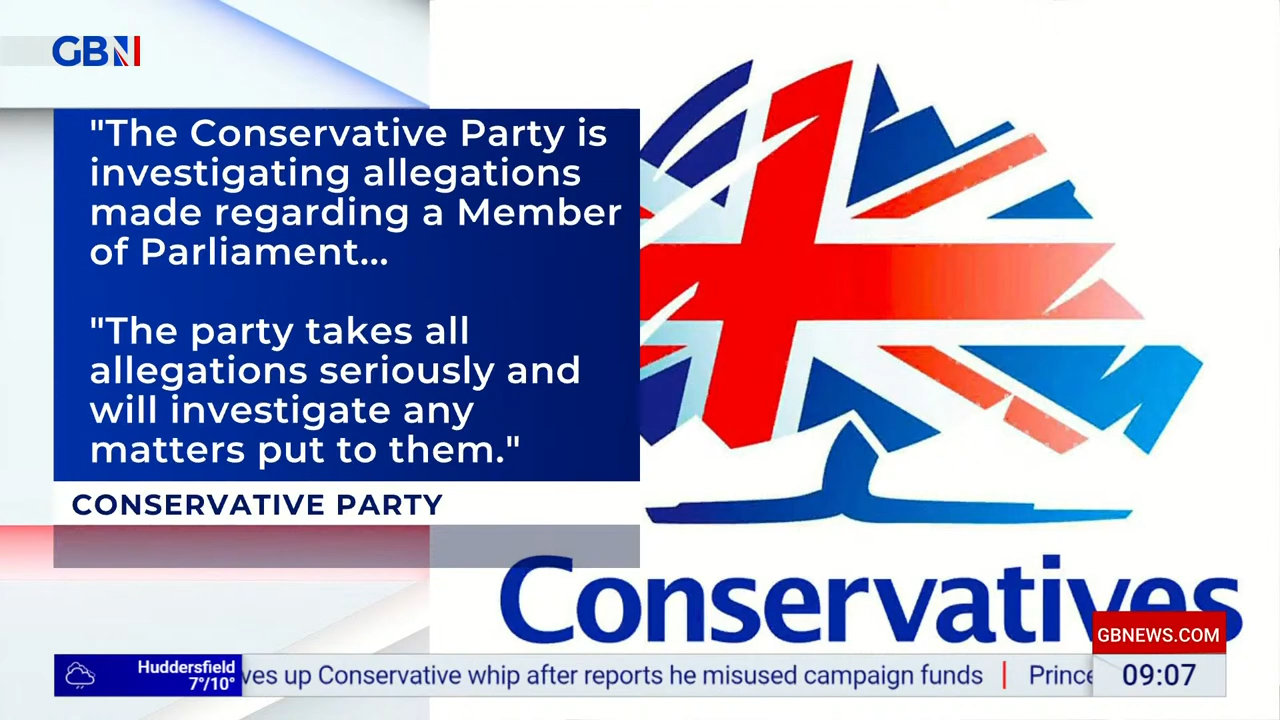 GBN
"The Conservative Party is
investigating allegations
made regarding a Member
of Parliament...
"The party takes all
allegations seriously and
will investigate any
matters put to them."
CONSERVATIVE PARTY
Conservatives
GBNEWS.COM
Huddersfield
7°/10°
ves up Conservative whip after reports he misused campaign funds | Prince
09:07